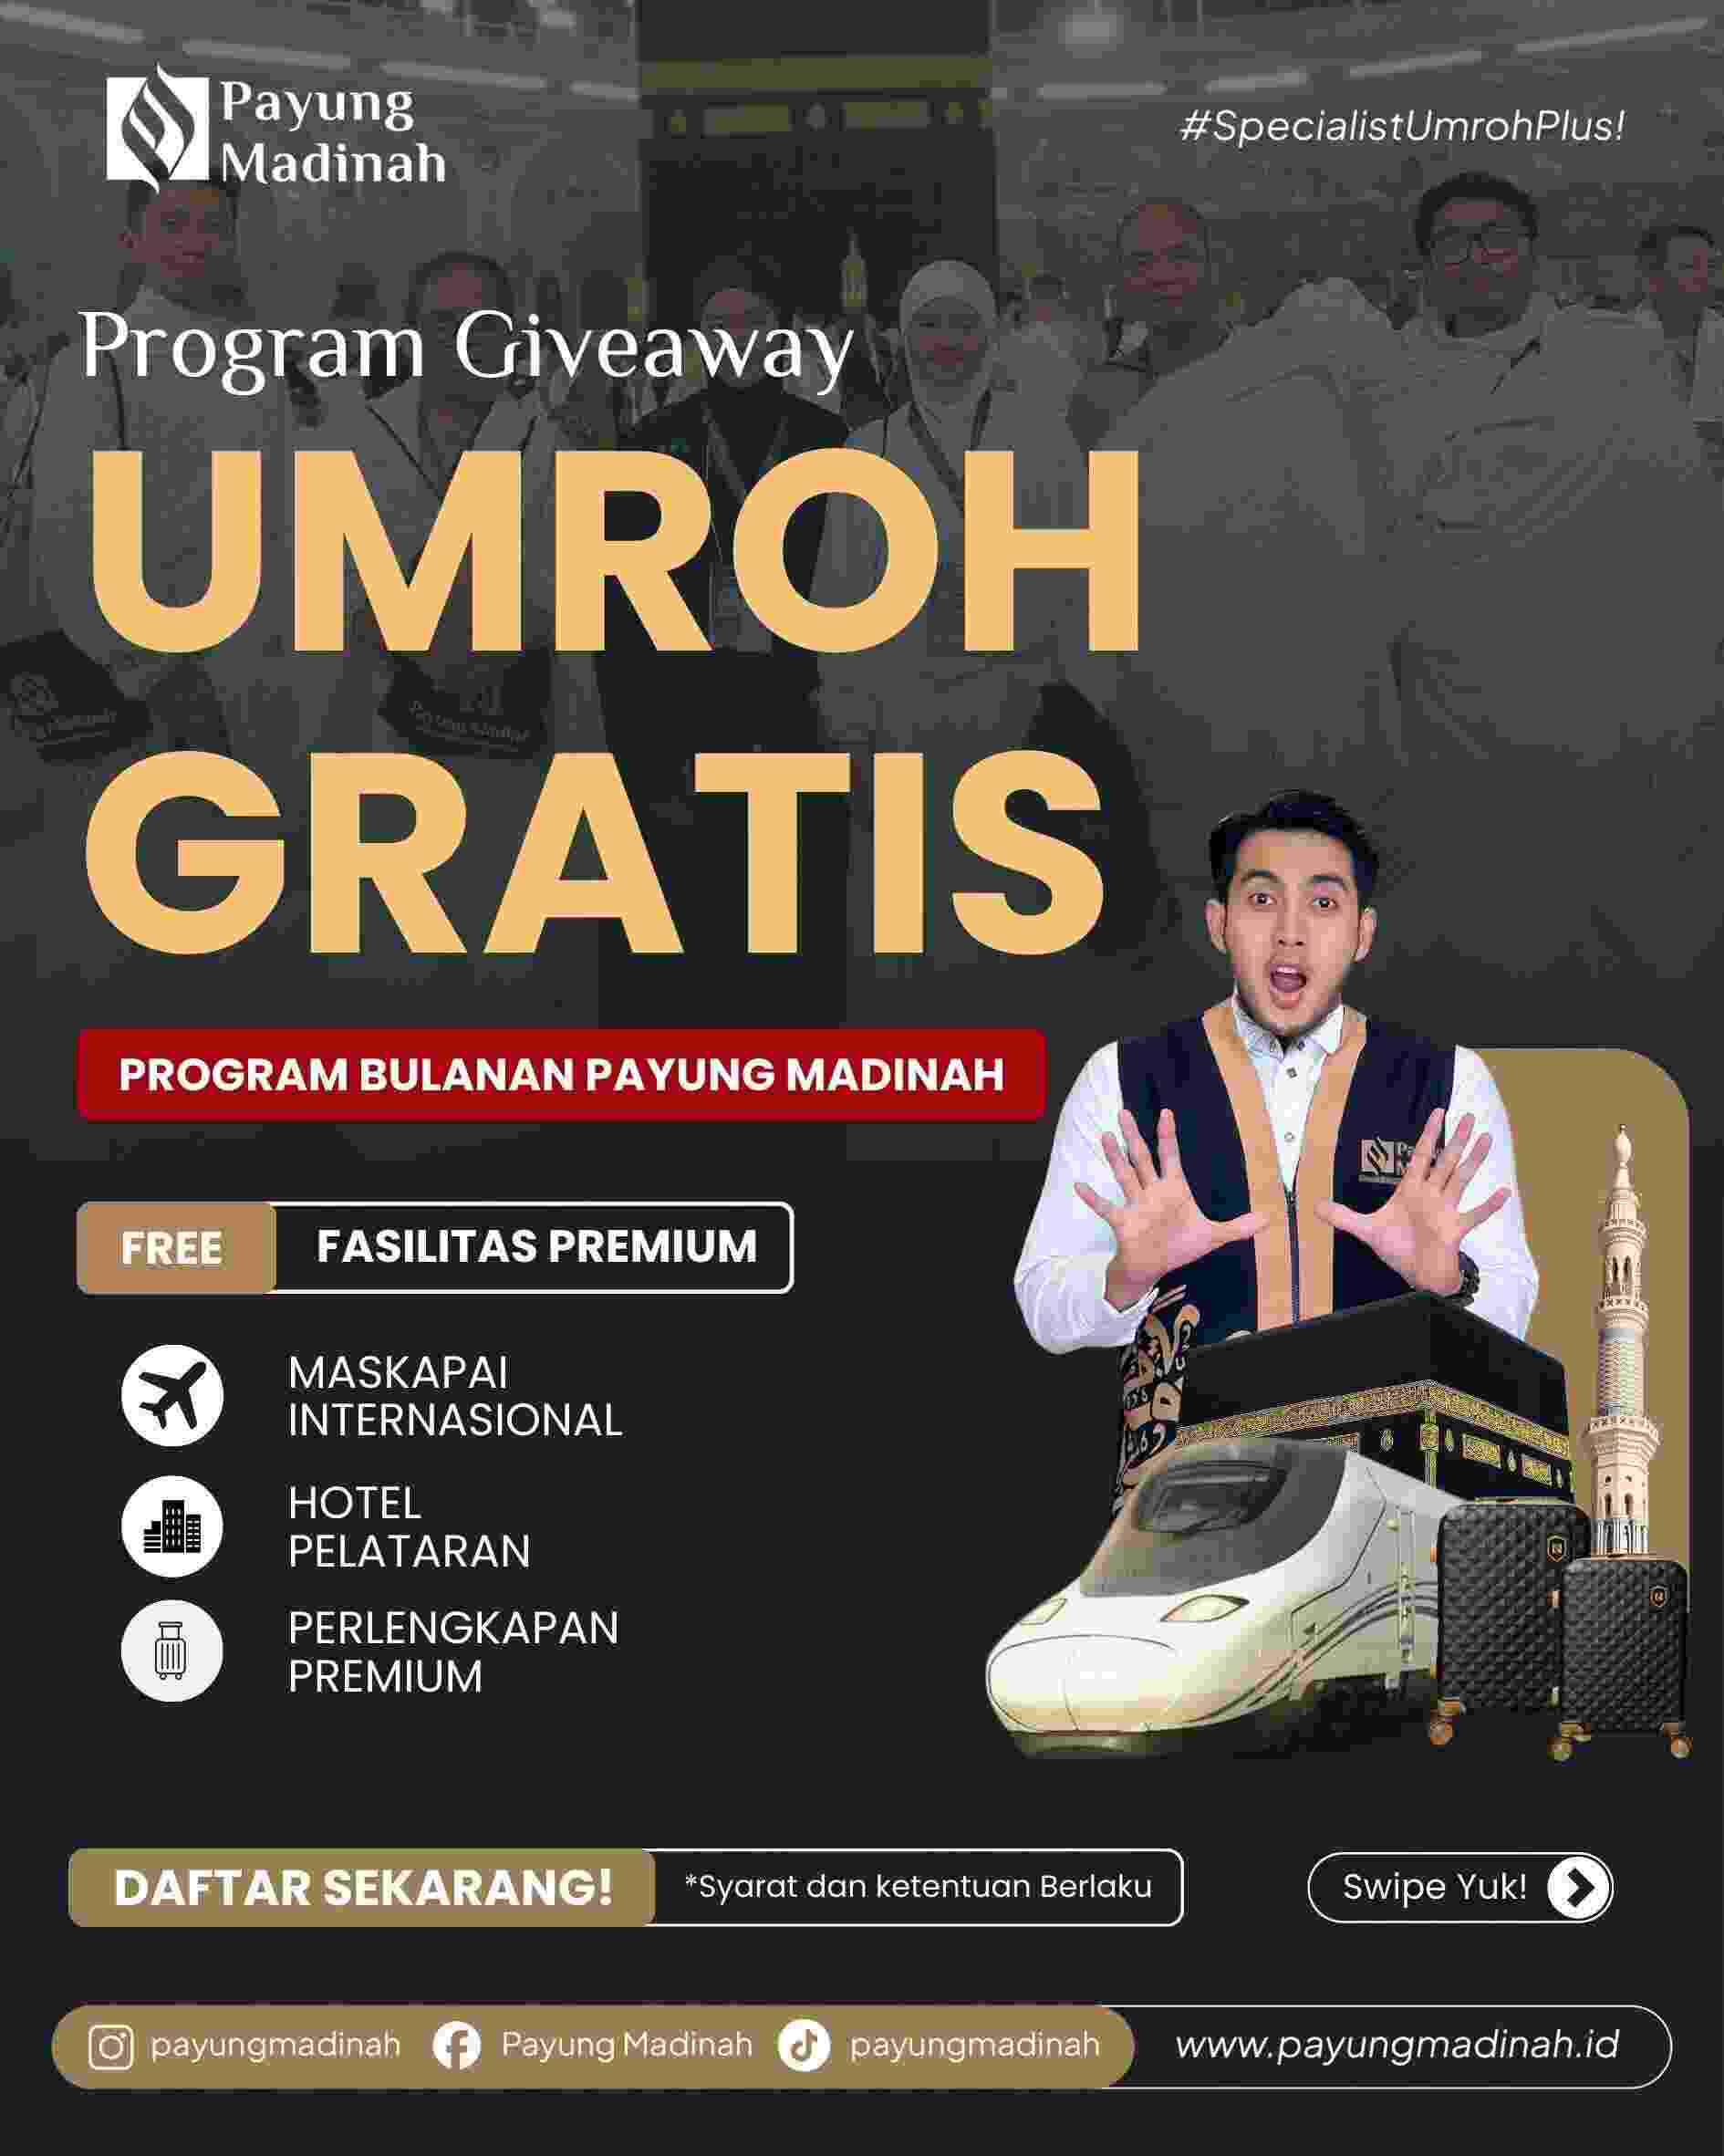 Payung
Madinah
#SpecialistUmrohPlus!
Program Giveaway
UMROH
GRATIS
PROGRAM BULANAN PAYUNG MADINAH
FREE
FASILITAS PREMIUM
MASKAPAI
INTERNASIONAL
HOTEL
PELATARAN
PERLENGKAPAN
PREMIUM
DAFTAR SEKARANG!
*Syarat dan ketentuan Berlaku
Swipe Yuk!
payungmadinah
Payung Madinah
payungmadinah
www.payungmadinah.id